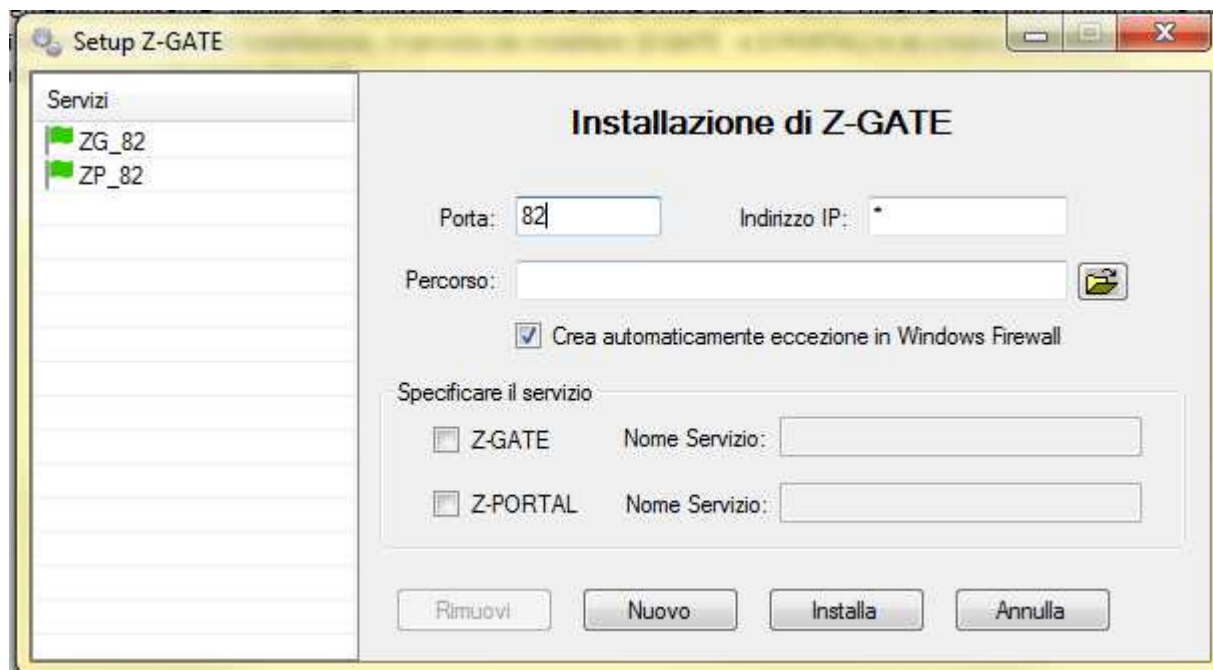 Setup Z-GATE
Servizi
ZG_82
ZP_82
Installazione di Z-GATE
Porta: 82 Indirizzo IP: *
Percorso:
Crea automaticamente eccezione in Windows Firewall
Specificare il servizio
Z-GATE Nome Servizio:
Z-PORTAL Nome Servizio:
Rimuovi Nuovo Installa Annulla